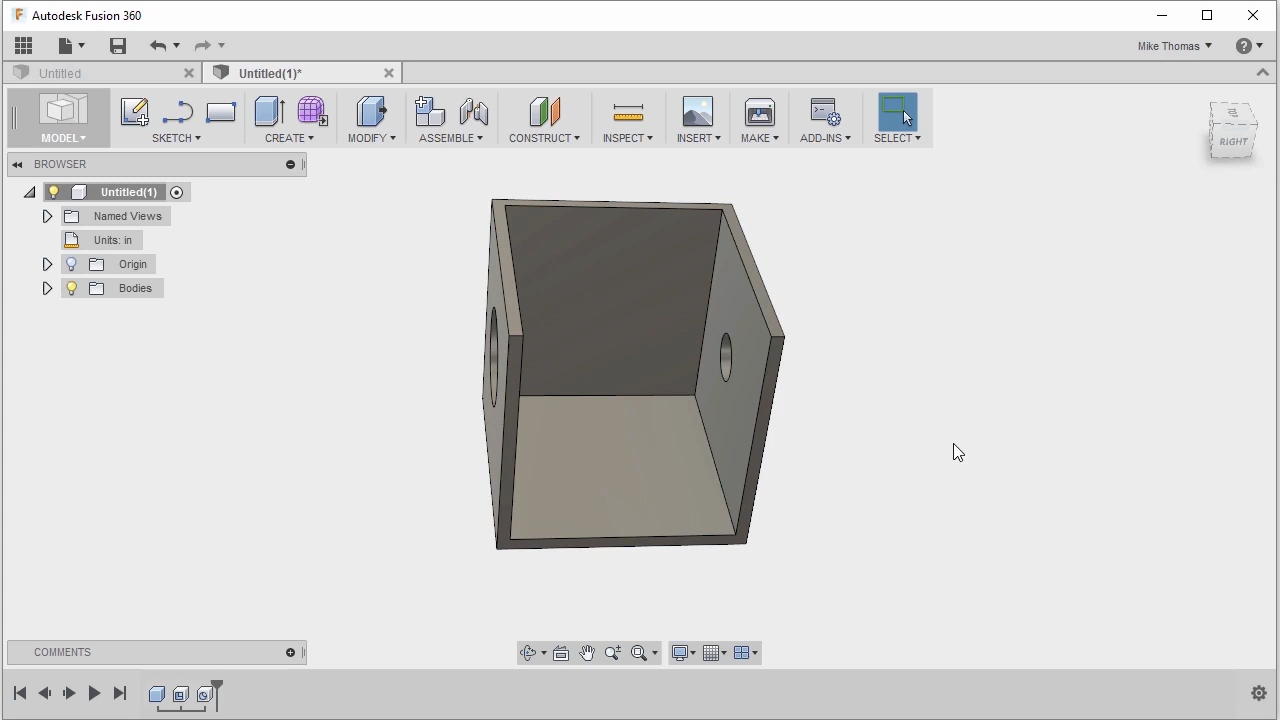 Autodesk Fusion 360
Mike Thomas
Untitled
Untitled(1)*
MODEL
SKETCH
CREATE
MODIFY
ASSEMBLE
CONSTRUCT
INSPECT
INSERT
MAKE
ADD-INS
SELECT
RIGHT
BROWSER
Untitled(1)
Named Views
Units: in
Origin
Bodies
COMMENTS